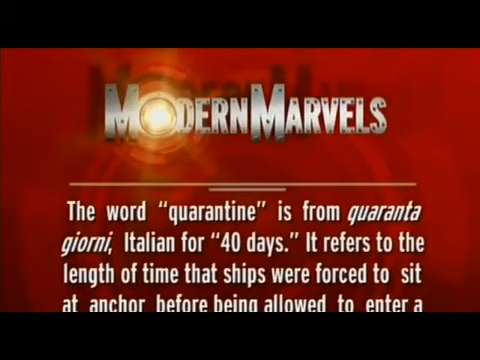 MODERN MARVELS
The word "quarantine" is from quaranta
giorni, Italian for "40 days." It refers to the
length of time that ships were forced to sit
at anchor before being allowed to enter a